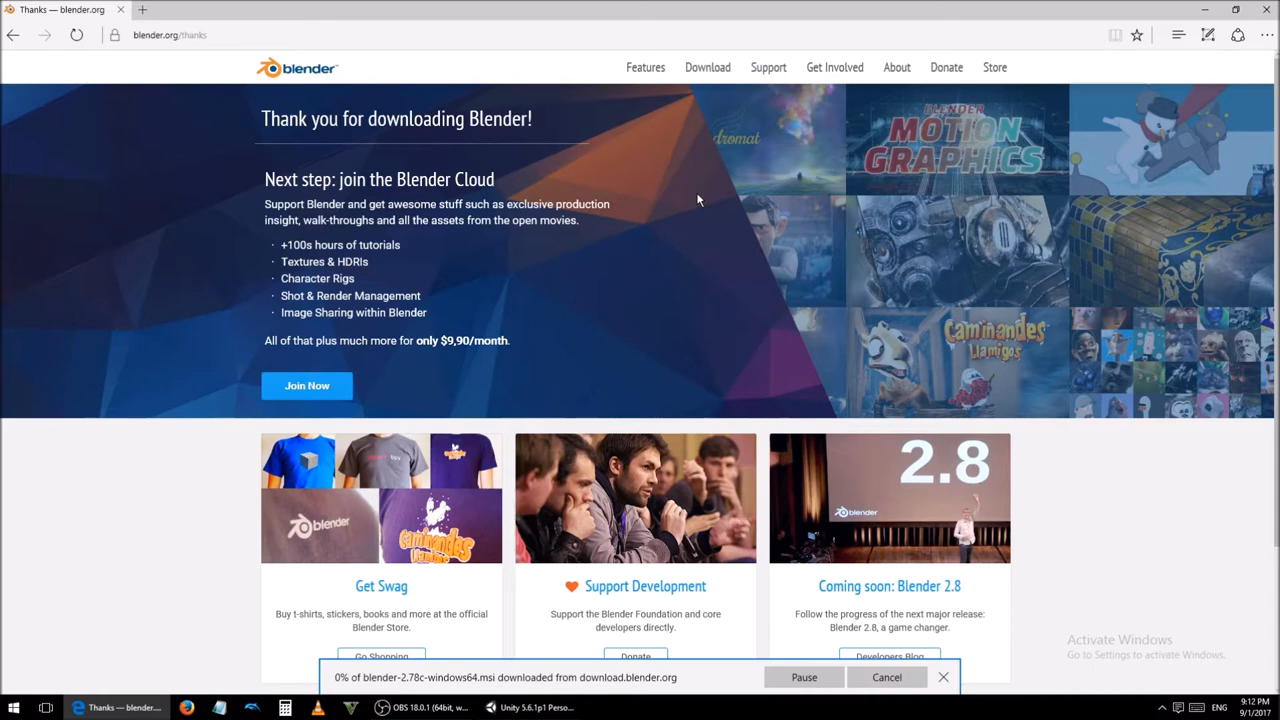 Thanks — blender.org
blender.org/thanks
blender
Features
Download
Support
Get Involved
About
Donate
Store
Thank you for downloading Blender!
Next step: join the Blender Cloud
Support Blender and get awesome stuff such as exclusive production
insight, walk-throughs and all the assets from the open movies.
· +100s hours of tutorials
· Textures & HDRIs
· Character Rigs
· Shot & Render Management
· Image Sharing within Blender
All of that plus much more for only $9,90/month.
Join Now
BLENDER
MOTION
GRAPHICS
Caminandes
Llamigos
blender
Caminandes
2.8
blender
Get Swag
Buy t-shirts, stickers, books and more at the official
Blender Store.
Go Shopping
Support Development
Support the Blender Foundation and core
developers directly.
Donate
Coming soon: Blender 2.8
Follow the progress of the next major release:
Blender 2.8, a game changer.
Developers Blog
Activate Windows
Go to Settings to activate Windows.
0% of blender-2.78c-windows64.msi downloaded from download.blender.org
Pause
Cancel
Thanks — blender....
OBS 18.0.1 (64bit, w...
Unity 5.6.1p1 Perso...
9:12 PM
9/1/2017